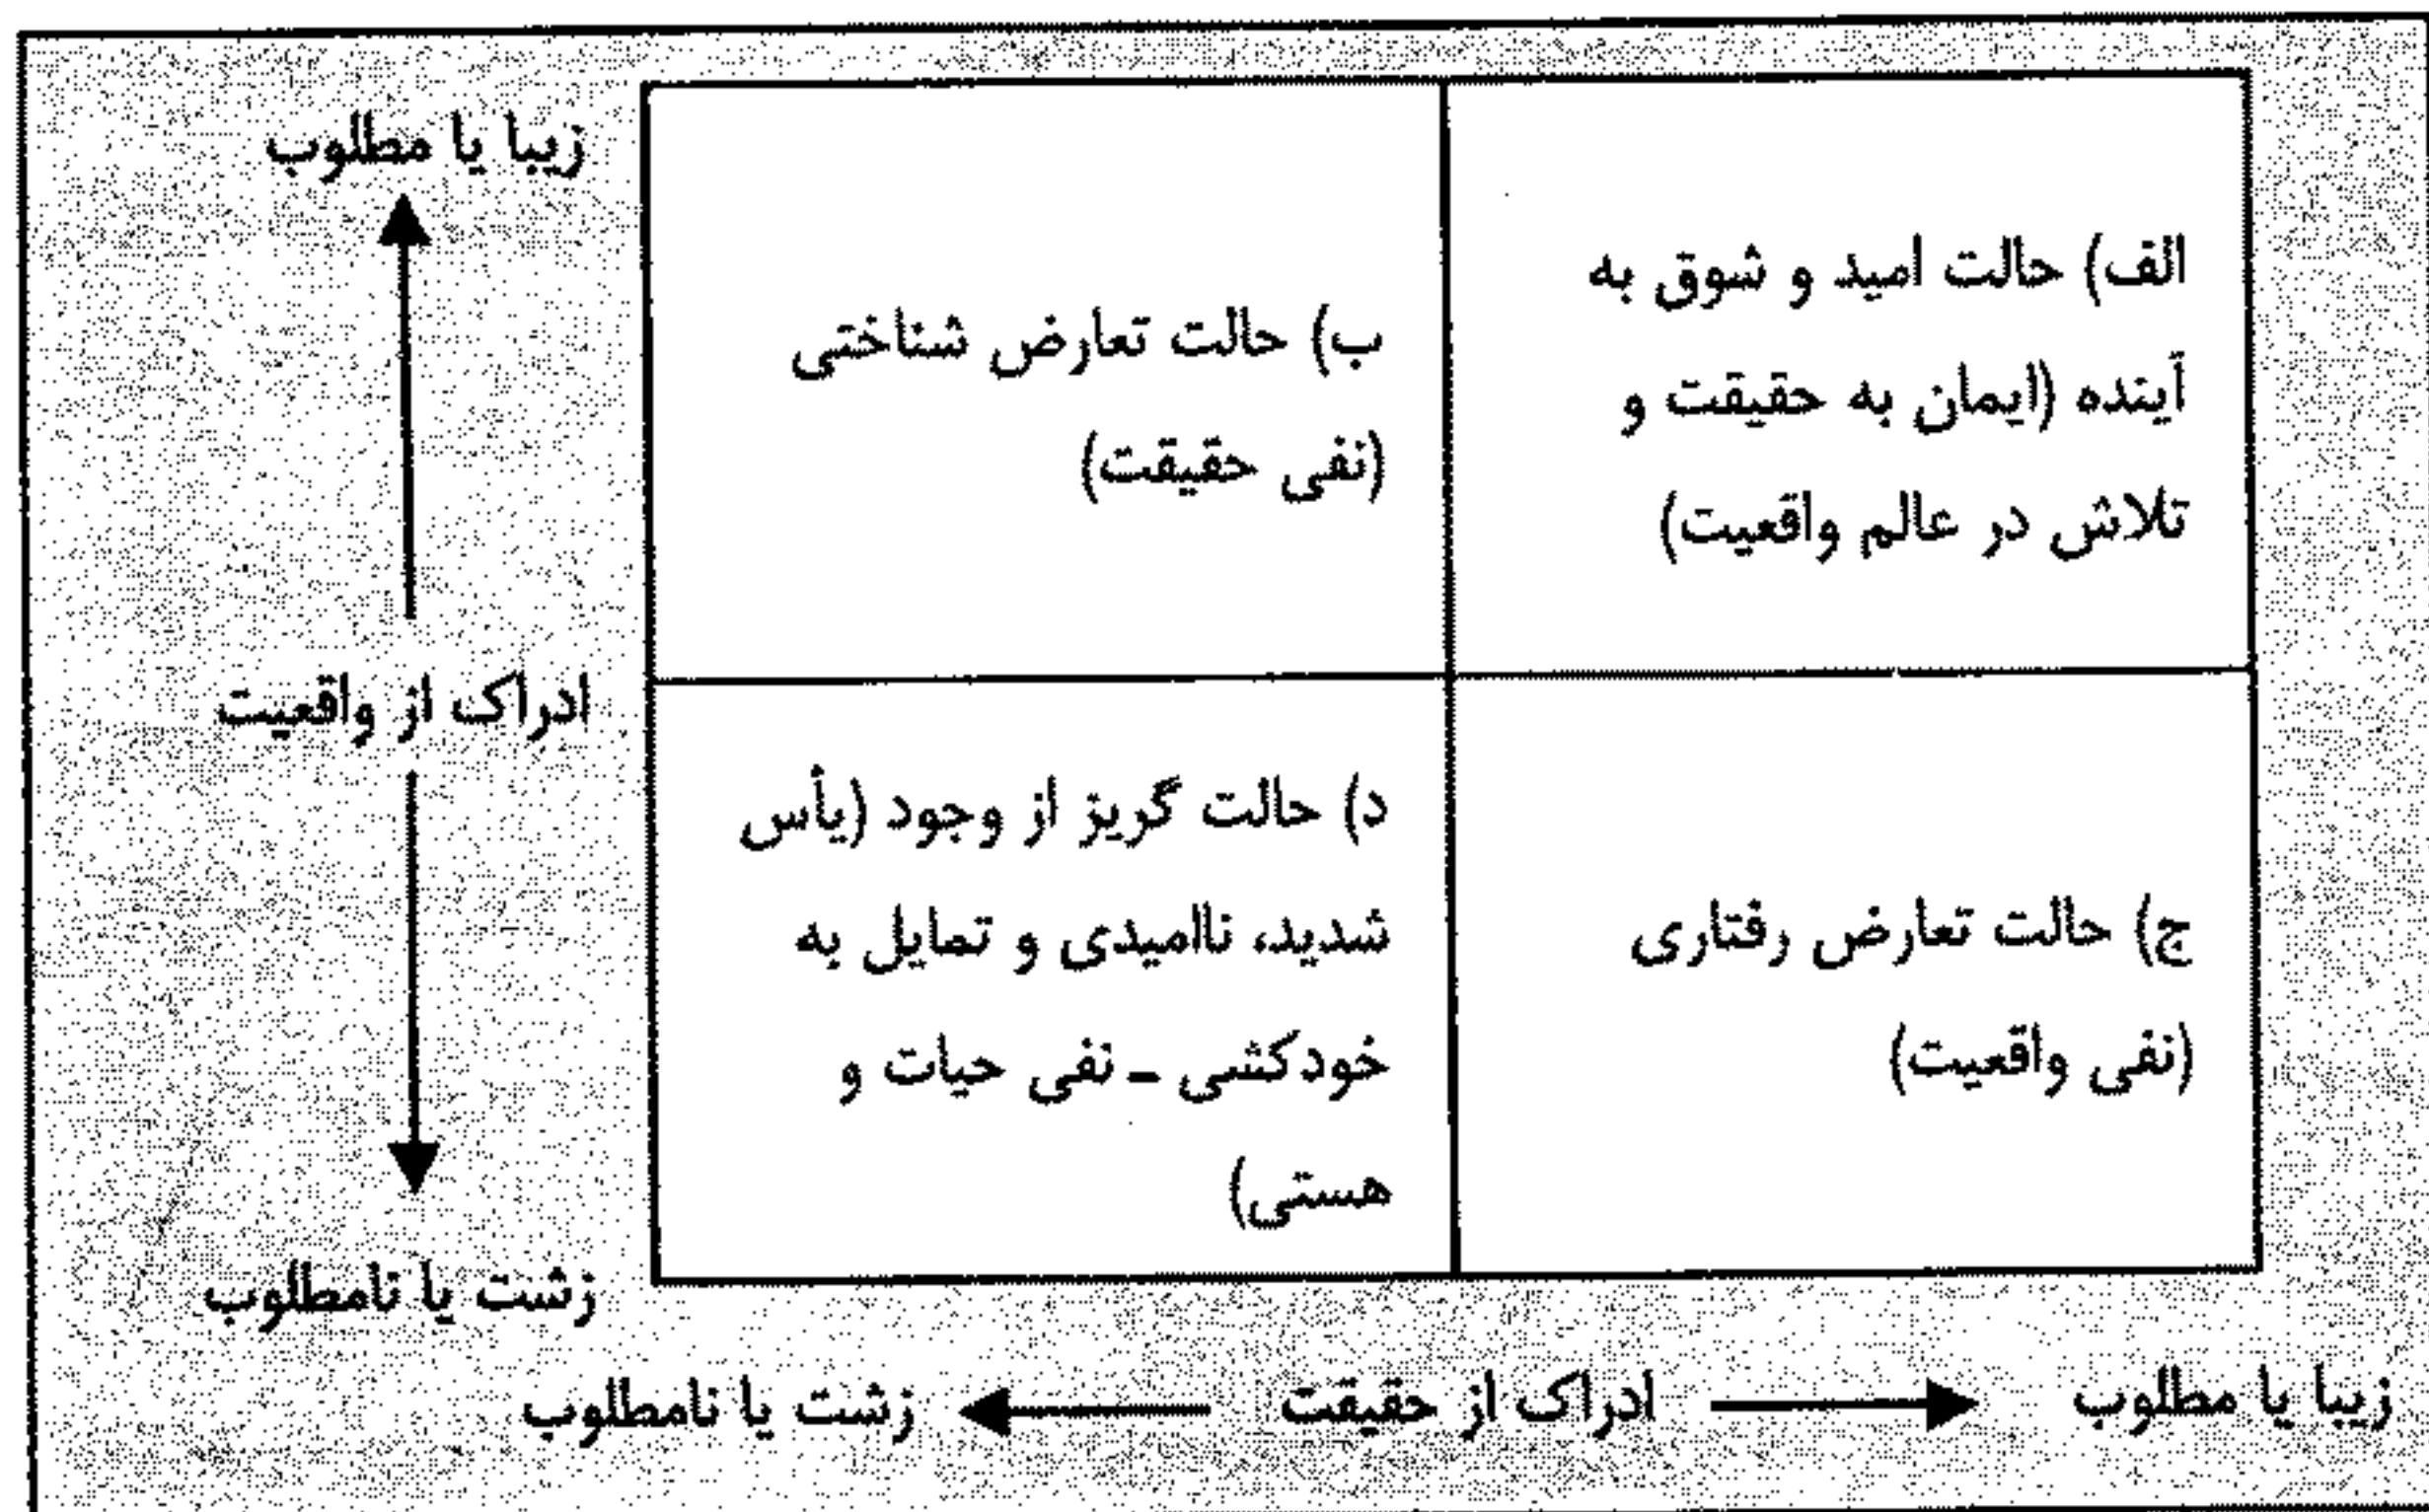 زیبا یا مطلوب
ادراک از واقعیت
زشت یا نامطلوب
الف) حالت امید و شوق به
آینده (ایمان به حقیقت و
تلاش در عالم واقعیت)
ب) حالت تعارض شناختی
(نفی حقیقت)
ج) حالت تعارض رفتاری
(نفی واقعیت)
د) حالت گریز از وجود (یأس
شدید، ناامیدی و تمایل به
خودکشی ـ نفی حیات و
هستی)
زیبا یا مطلوب
ادراک از حقیقت
زشت یا نامطلوب